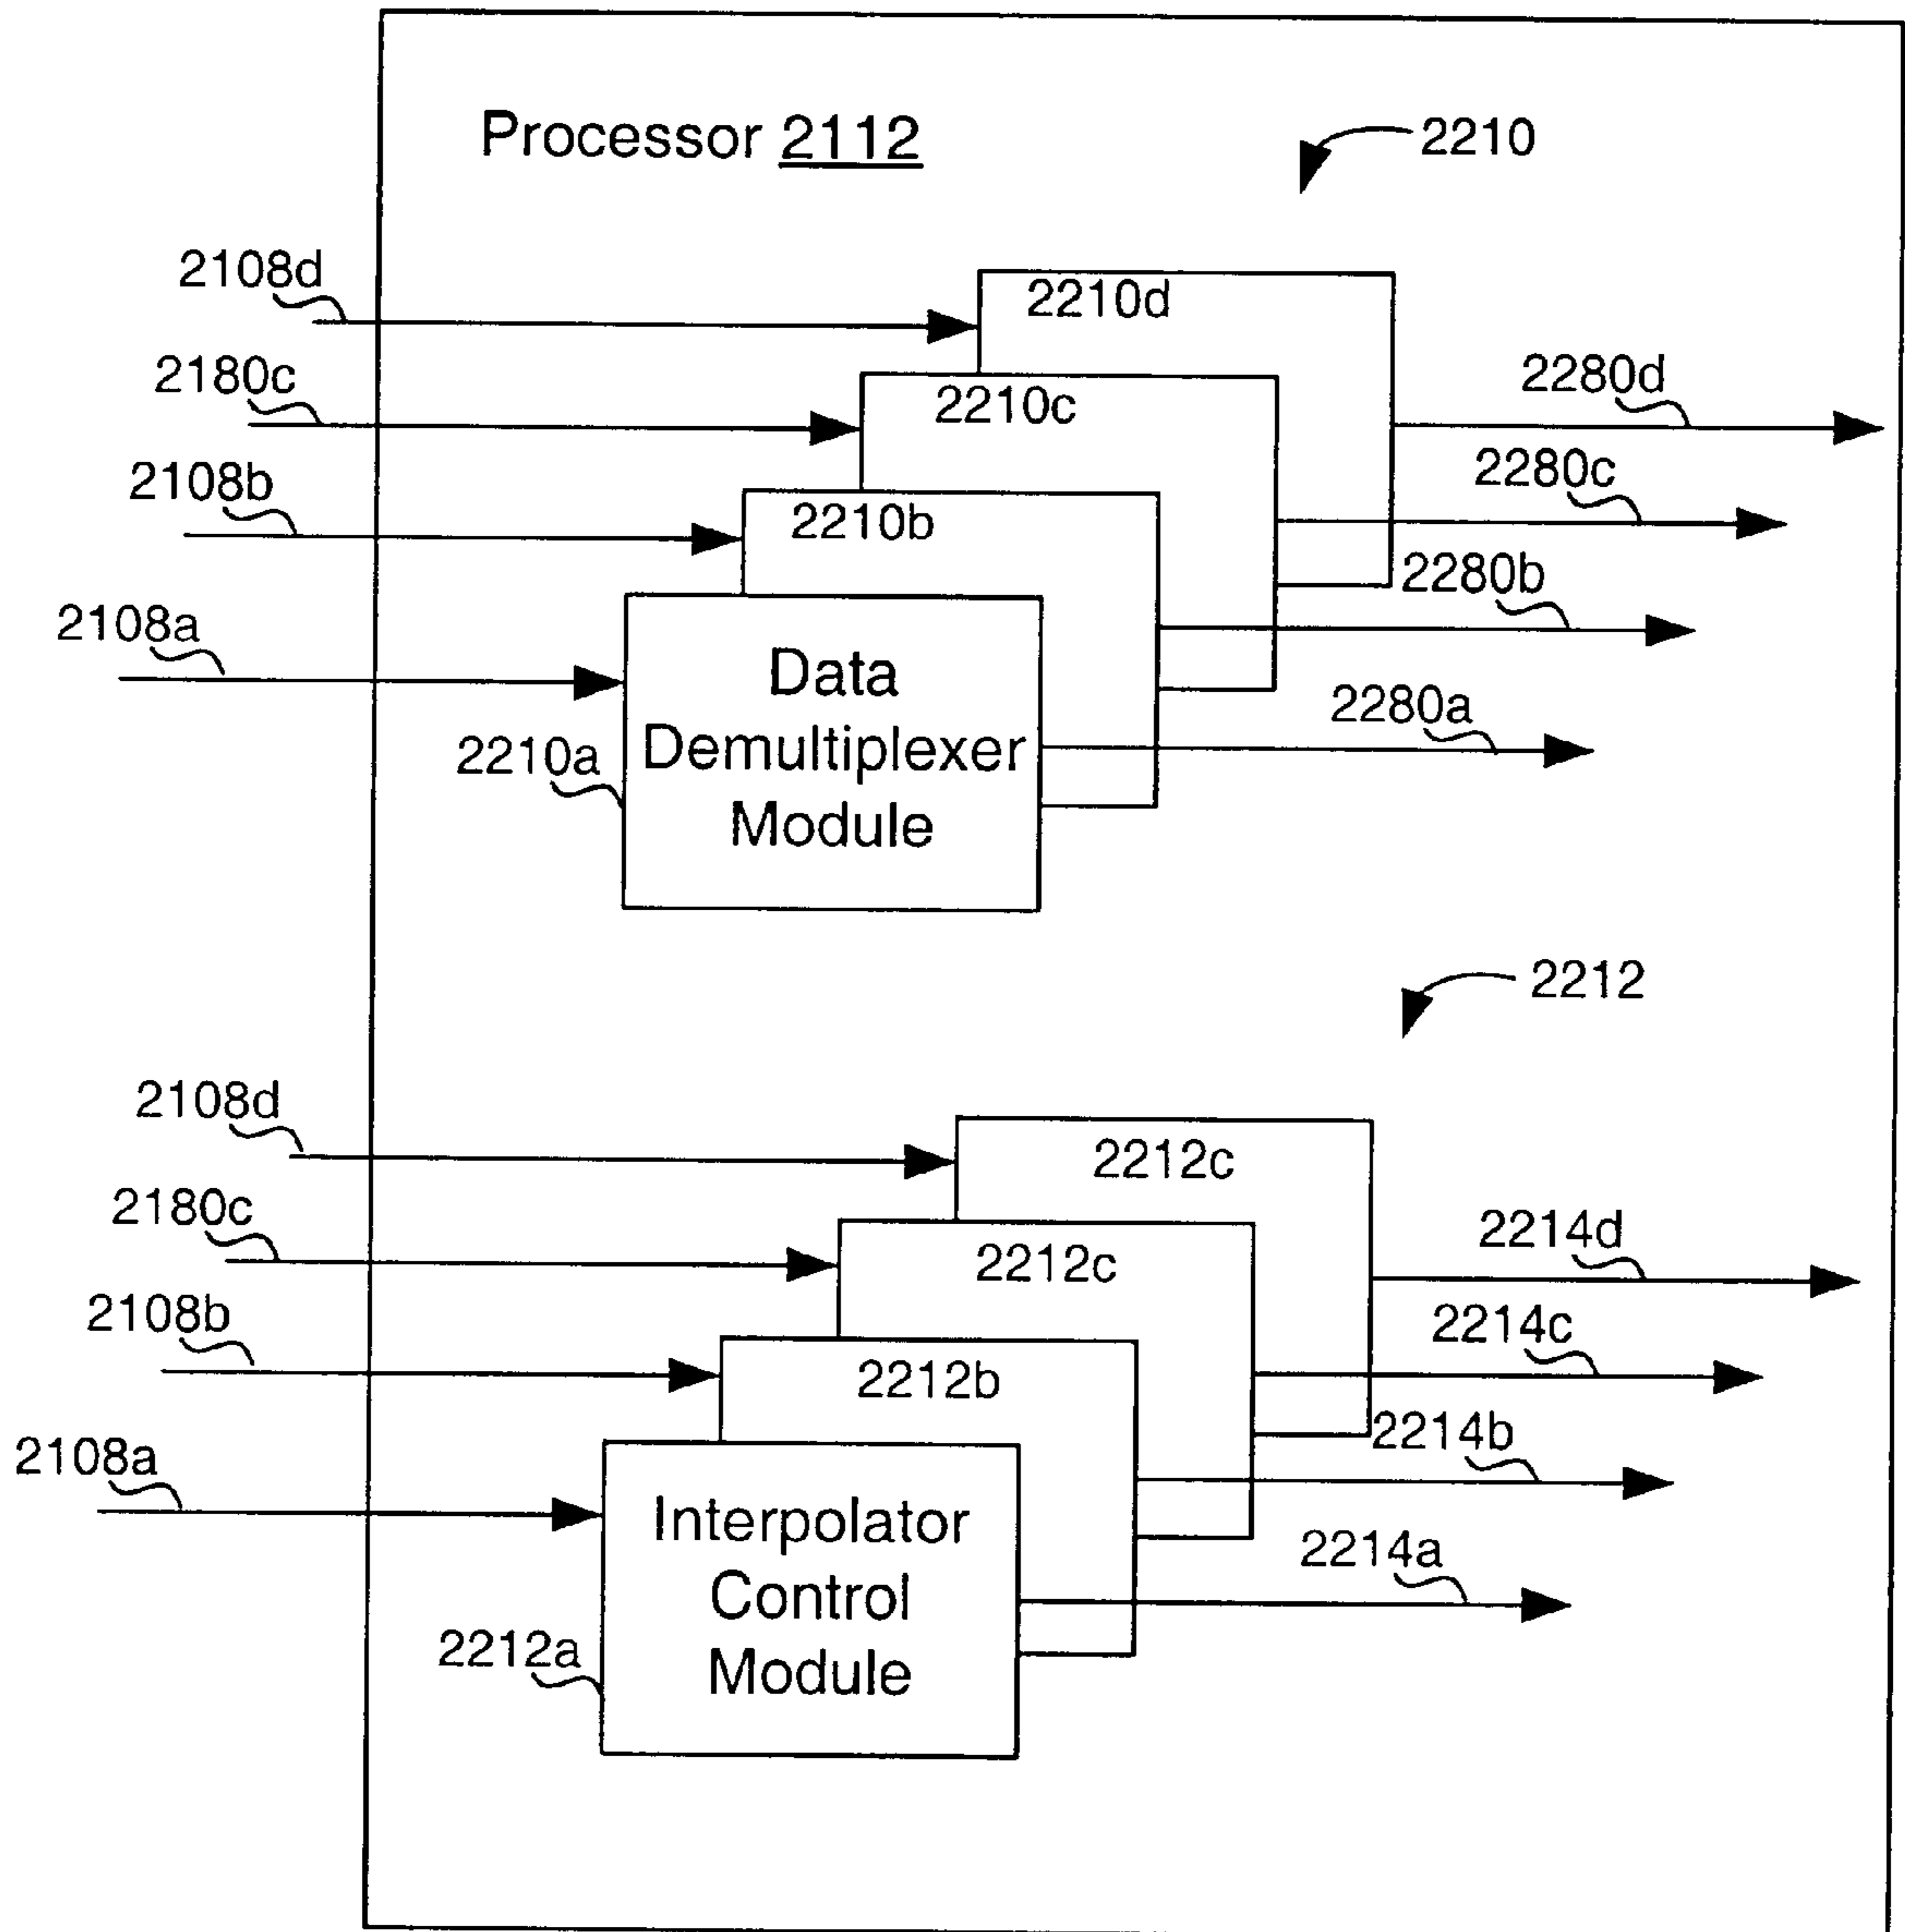 Processor 2112
2210
2108d
2210d
2180c
2210c
2280d
2108b
2210b
2280c
2280b
2108a
Data
Demultiplexer
Module
2280a
2210a
2212
2108d
2212c
2180c
2212c
2214d
2108b
2212b
2214c
2214b
2108a
Interpolator
Control
Module
2214a
2212a